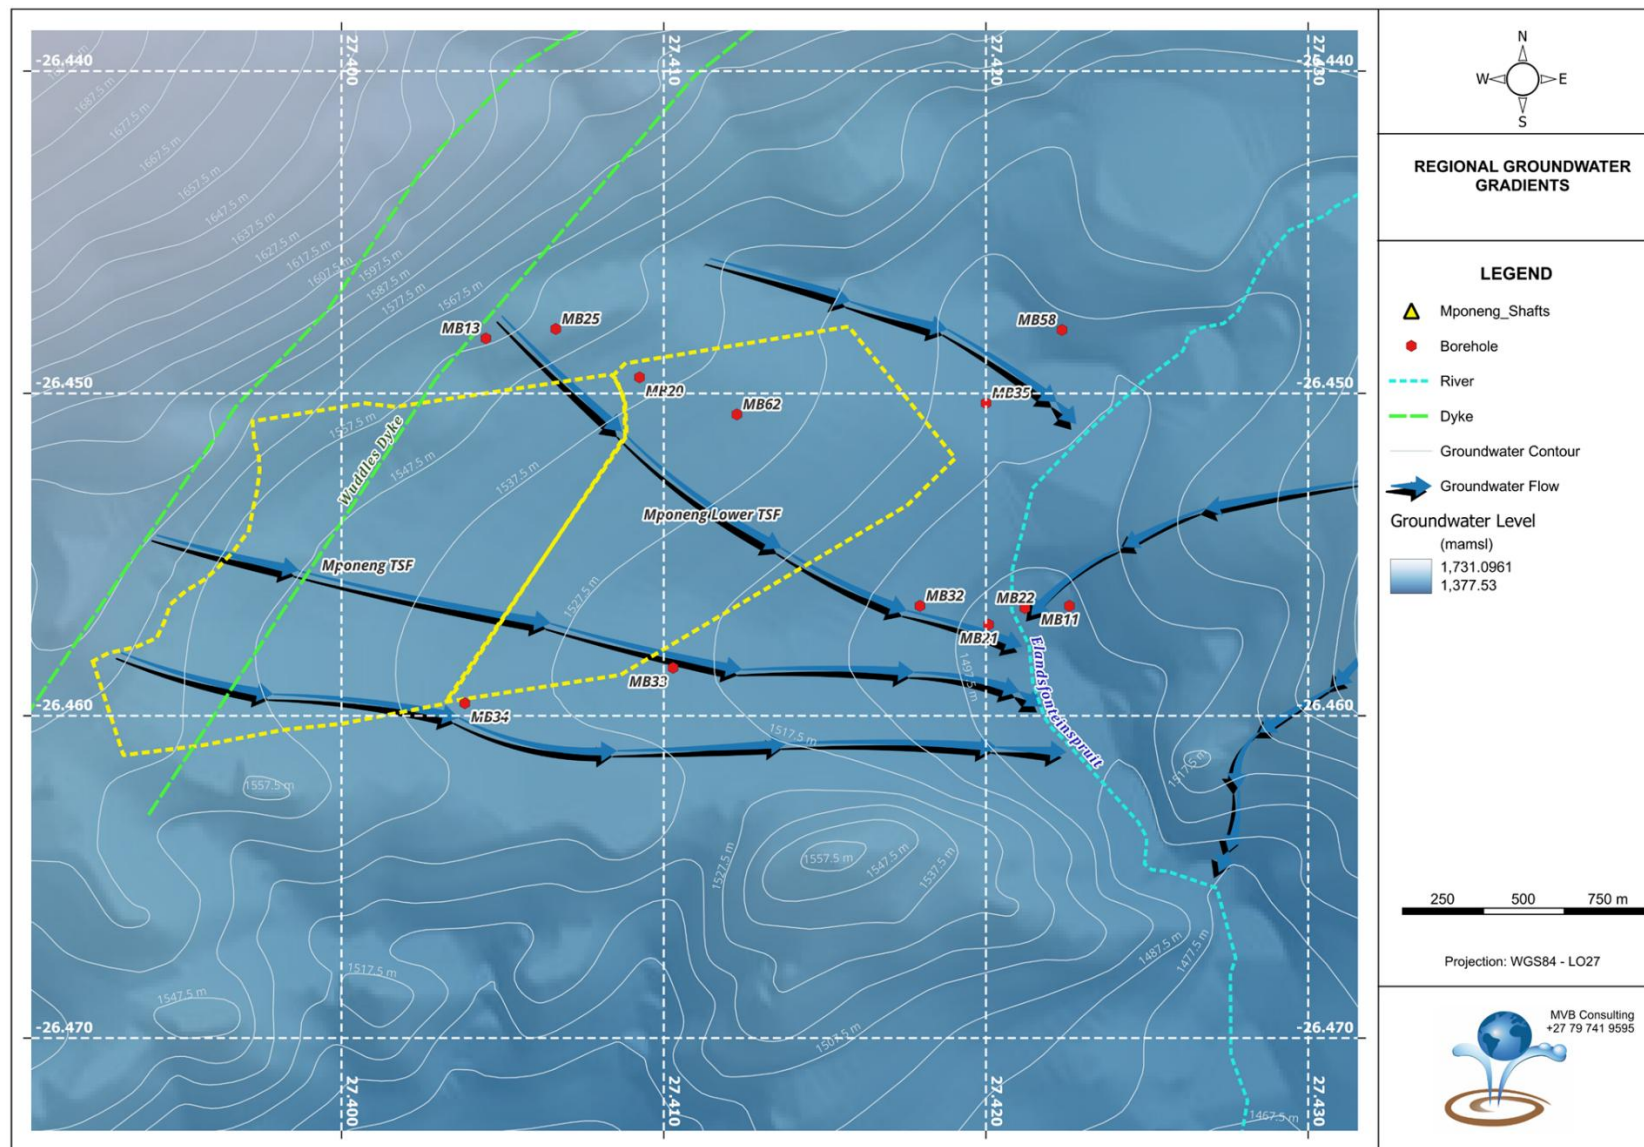 27.400
27.410
27.420
27.430
-26.440
-26.440
1687.5 m
1677.5 m
1667.5 m
1657.5 m
1647.5 m
1637.5 m
1627.5 m
1617.5 m
1607.5 m
1597.5 m
1587.5 m
1577.5 m
1567.5 m
MB13
MB25
MB58
-26.450
MB20
MB62
MB35
-26.450
1557.5 m
1547.5 m
1537.5 m
Wuddles Dyke
Mponeng Lower TSF
Mponeng TSF
1527.5 m
MB32
MB22
MB11
MB21
Elandsfonteinspruit
1497.5 m
MB33
MB34
-26.460
-26.460
1517.5 m
1517.5 m
1557.5 m
1527.5 m
1557.5 m
1547.5 m
1537.5 m
1487.5 m
1477.5 m
1517.5 m
1547.5 m
1507.5 m
-26.470
-26.470
1467.5 m
27.400
27.410
27.420
27.430
N
W
E
S
REGIONAL GROUNDWATER
GRADIENTS
LEGEND
Mponeng_Shafts
Borehole
River
Dyke
Groundwater Contour
Groundwater Flow
Groundwater Level
(mamsl)
1,731.0961
1,377.53
250 500 750 m
Projection: WGS84 - LO27
MVB Consulting
+27 79 741 9595